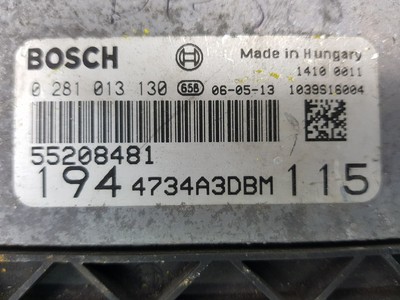 BOSCH Made in Hungary
1410 0011
0 281 013 130 658 06-05-13 1039S16004
55208481
194 4734A3DBM 115